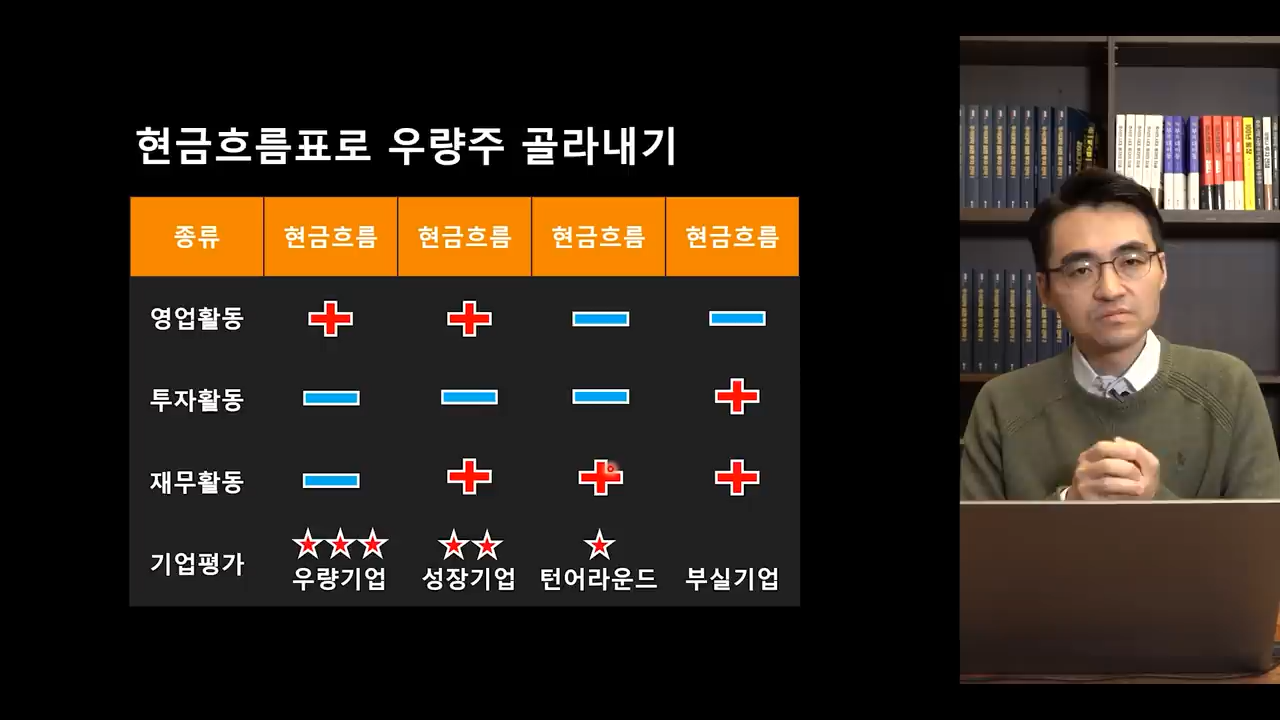 현금흐름표로 우량주 골라내기
종류 현금흐름 현금흐름 현금흐름 현금흐름
영업활동
투자활동
재무활동
기업평가 우량기업 성장기업 턴어라운드 부실기업